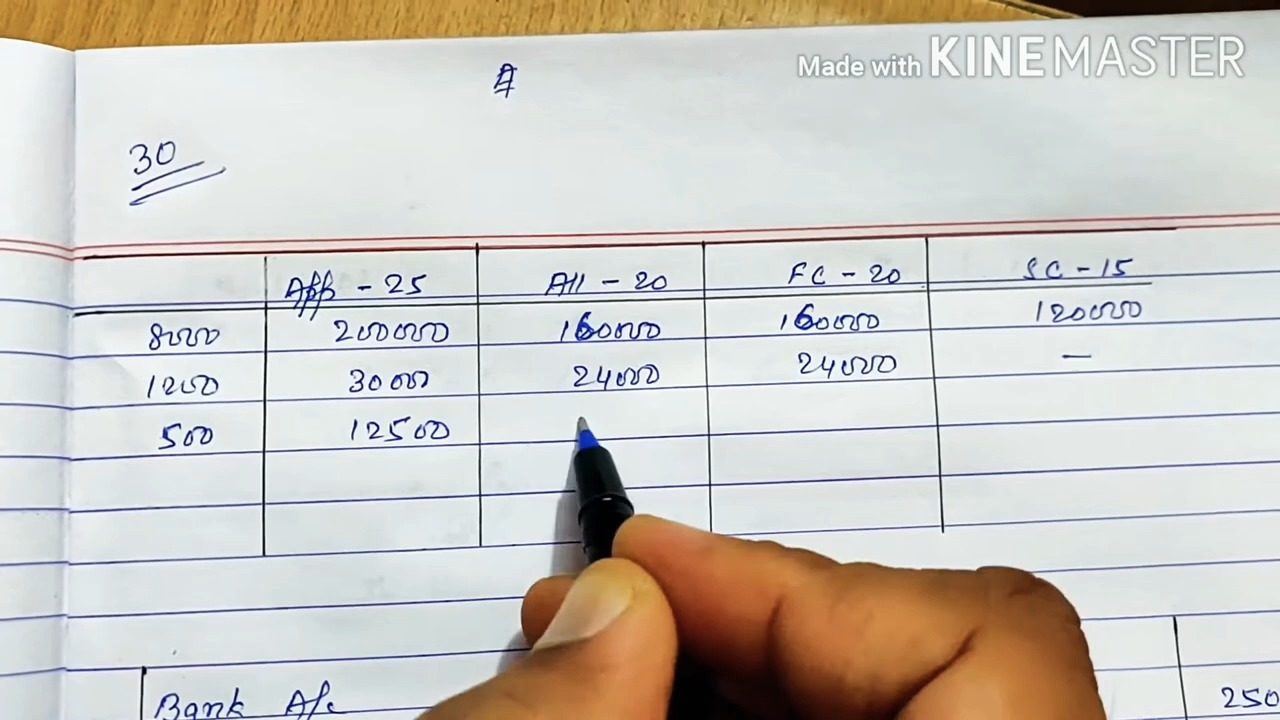 Made with KINEMASTER
30
App - 25 All - 20 FC - 20 SC - 15
8000 200000 160000 160000 120000
1200 30000 24000 24000 —
500 12500
Bank A/c 250